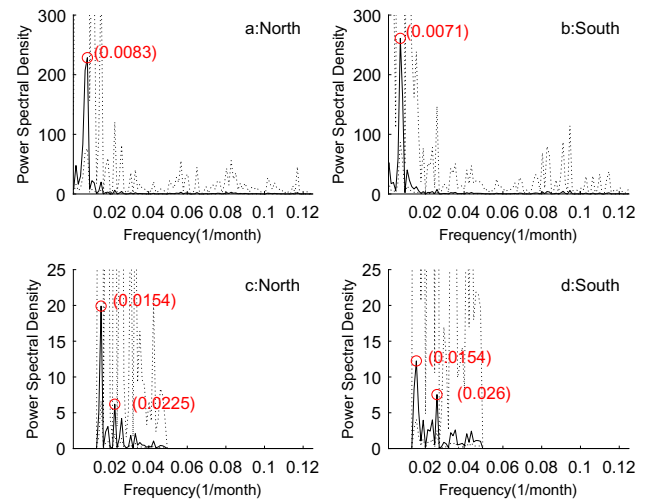 300
a:North
(0.0083)
200
100
0
Power Spectral Density
0.02 0.04 0.06 0.08 0.1 0.12
Frequency(1/month)
300
b:South
(0.0071)
200
100
0
Power Spectral Density
0.02 0.04 0.06 0.08 0.1 0.12
Frequency(1/month)
25
c:North
20
(0.0154)
15
10
5
(0.0225)
0
Power Spectral Density
0.02 0.04 0.06 0.08 0.1 0.12
Frequency(1/month)
25
d:South
20
15
(0.0154)
10
(0.026)
5
0
Power Spectral Density
0.02 0.04 0.06 0.08 0.1 0.12
Frequency(1/month)